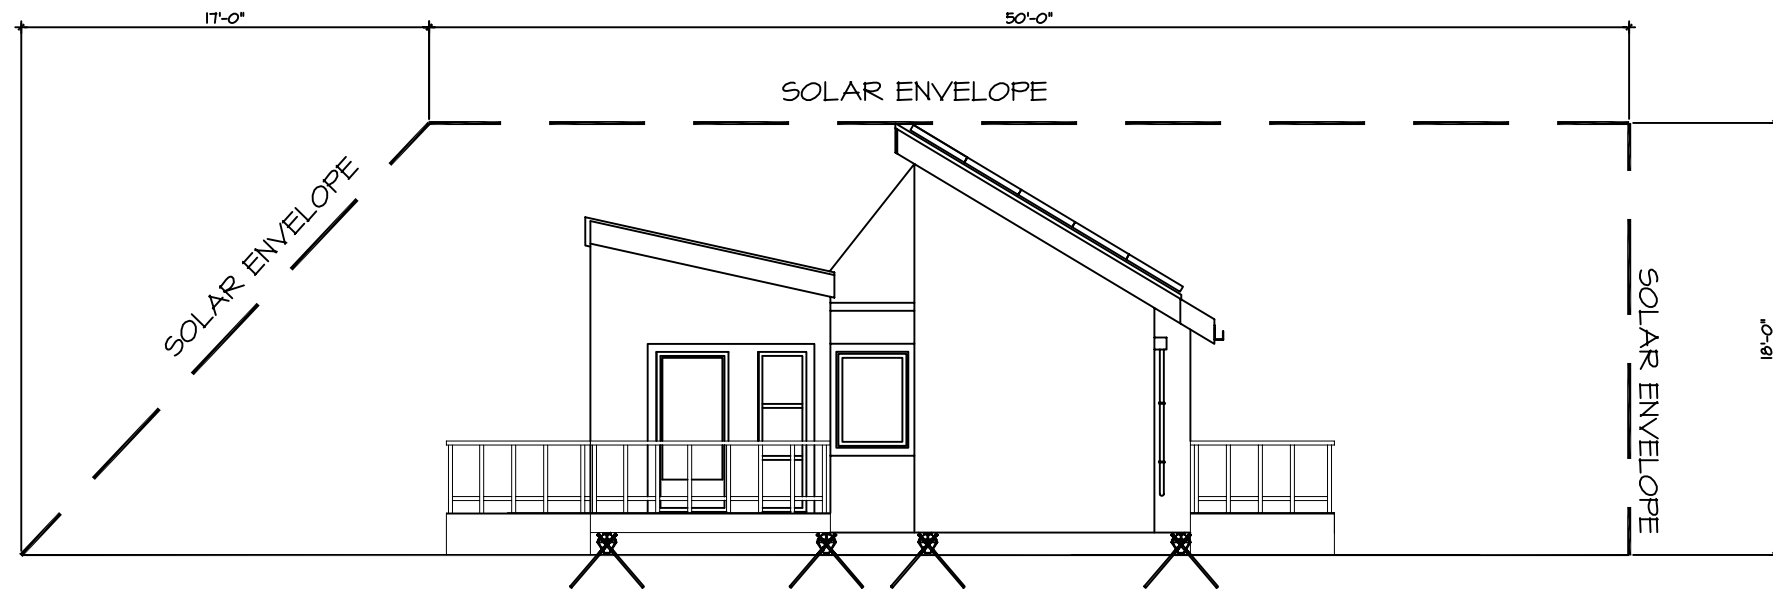 17'-0"
50'-0"
SOLAR ENVELOPE
SOLAR ENVELOPE
SOLAR ENVELOPE
18'-0"